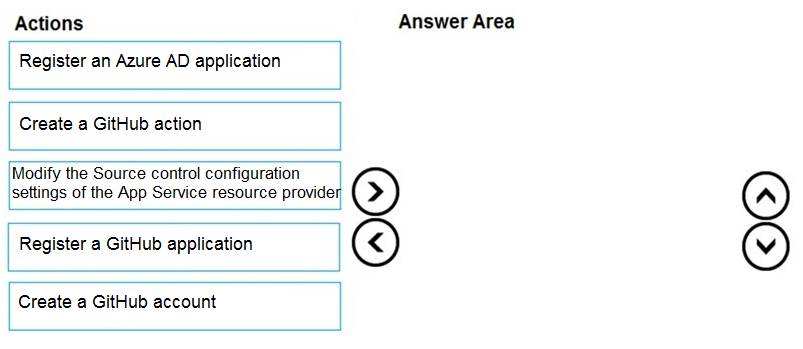 Actions
Answer Area
Register an Azure AD application
Create a GitHub action
Modify the Source control configuration
settings of the App Service resource provider
Register a GitHub application
Create a GitHub account